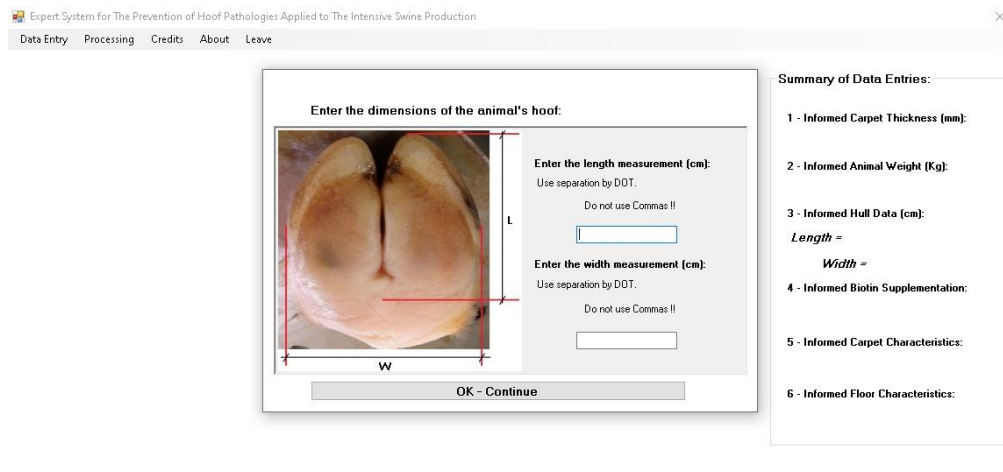 Expert System for The Prevention of Hoof Pathologies Applied to The Intensive Swine Production
Data Entry Processing Credits About Leave
Enter the dimensions of the animal's hoof:
L
W
Enter the length measurement (cm):
Use separation by DOT.
Do not use Commas !!
Enter the width measurement (cm):
Use separation by DOT.
Do not use Commas !!
OK - Continue
Summary of Data Entries:
1 - Informed Carpet Thickness (mm):
2 - Informed Animal Weight (Kg):
3 - Informed Hull Data (cm):
Length =
Width =
4 - Informed Biotin Supplementation:
5 - Informed Carpet Characteristics:
6 - Informed Floor Characteristics: